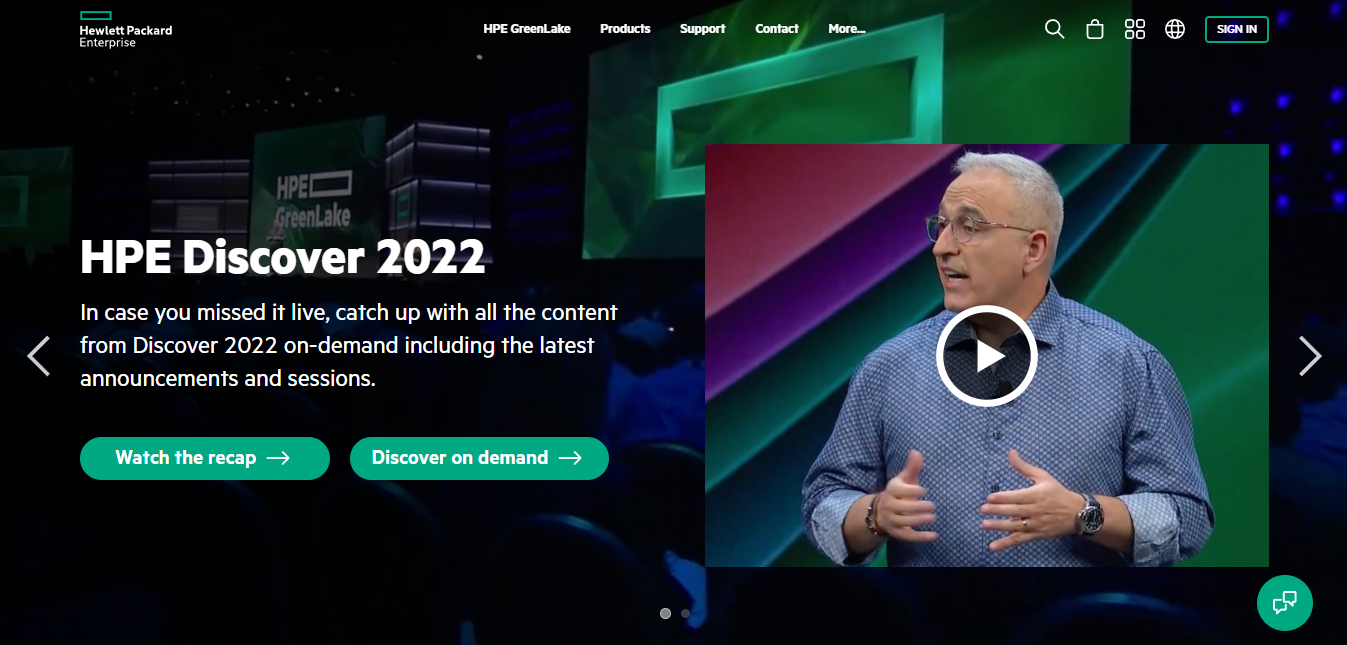 Hewlett Packard
Enterprise
HPE GreenLake
Products
Support
Contact
More...
SIGN IN
HPE
GreenLake
HPE Discover 2022
In case you missed it live, catch up with all the content
from Discover 2022 on-demand including the latest
announcements and sessions.
Watch the recap
Discover on demand